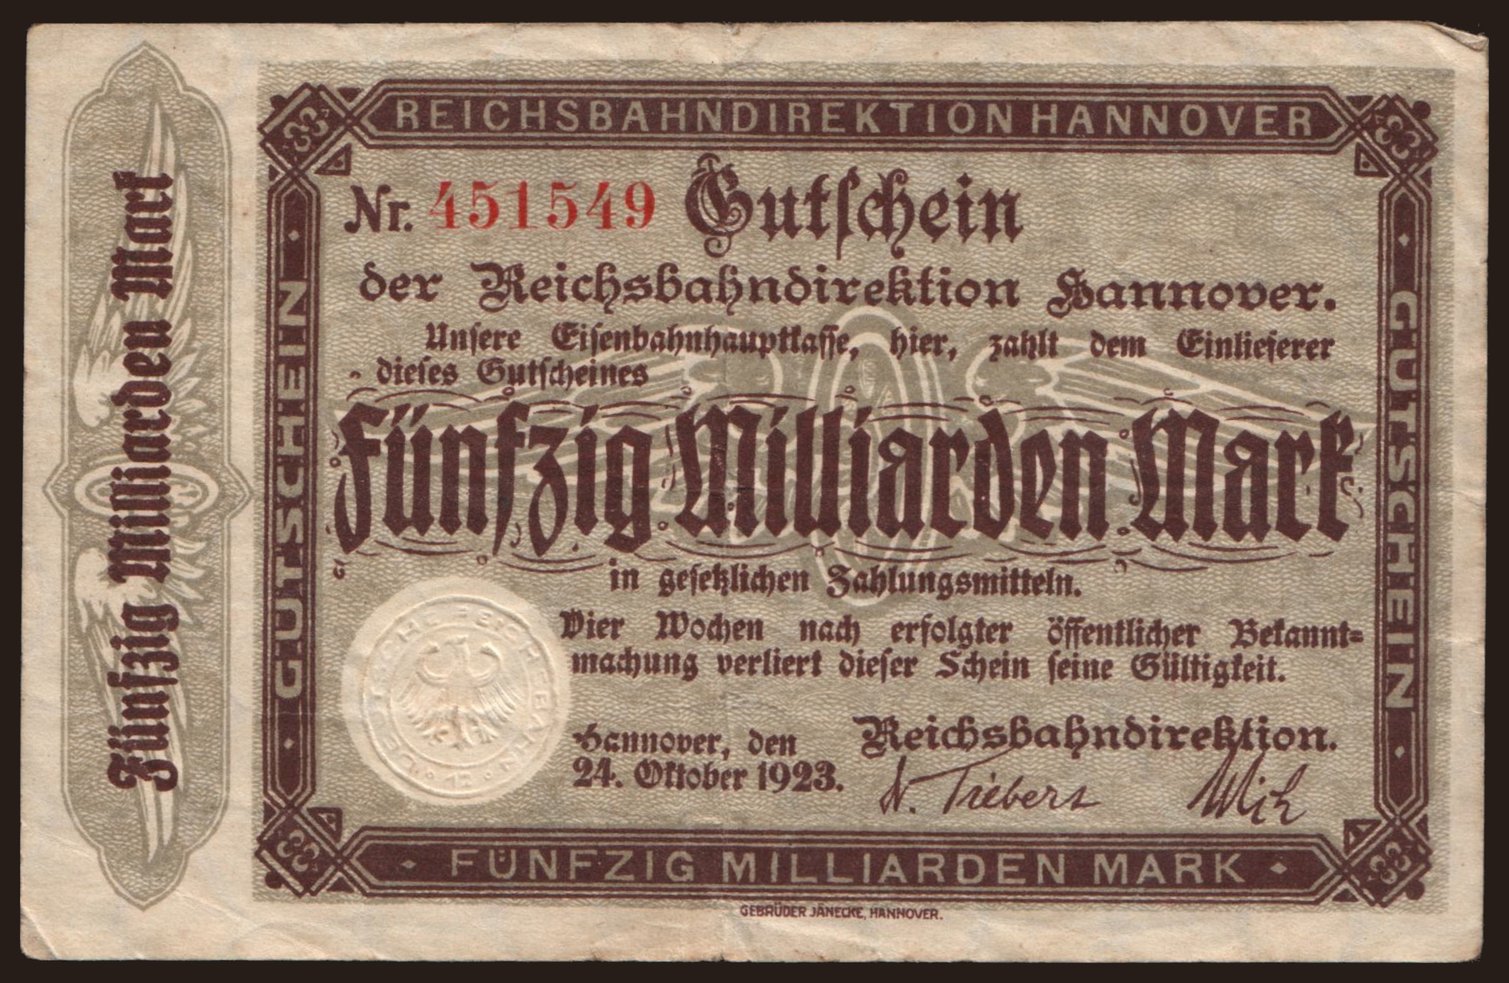 REICHSBAHNDIREKTION HANNOVER
Nr. 451549 Gutschein
der Reichsbahndirektion Hannover.
Unsere Eisenbahnhauptkasse, hier, zahlt dem Einlieferer
dieses Gutscheines
Fünfzig Milliarden Mark
in gesetzlichen Zahlungsmitteln.
Vier Wochen nach erfolgter öffentlicher Bekannt=
machung verliert dieser Schein seine Gültigkeit.
Hannover, den
24. Oktober 1923.
Reichsbahndirektion.
FÜNFZIG MILLIARDEN MARK
GEBRÜDER JÄNECKE, HANNOVER.
Fünfzig Milliarden Mark
GUTSCHEIN
GUTSCHEIN